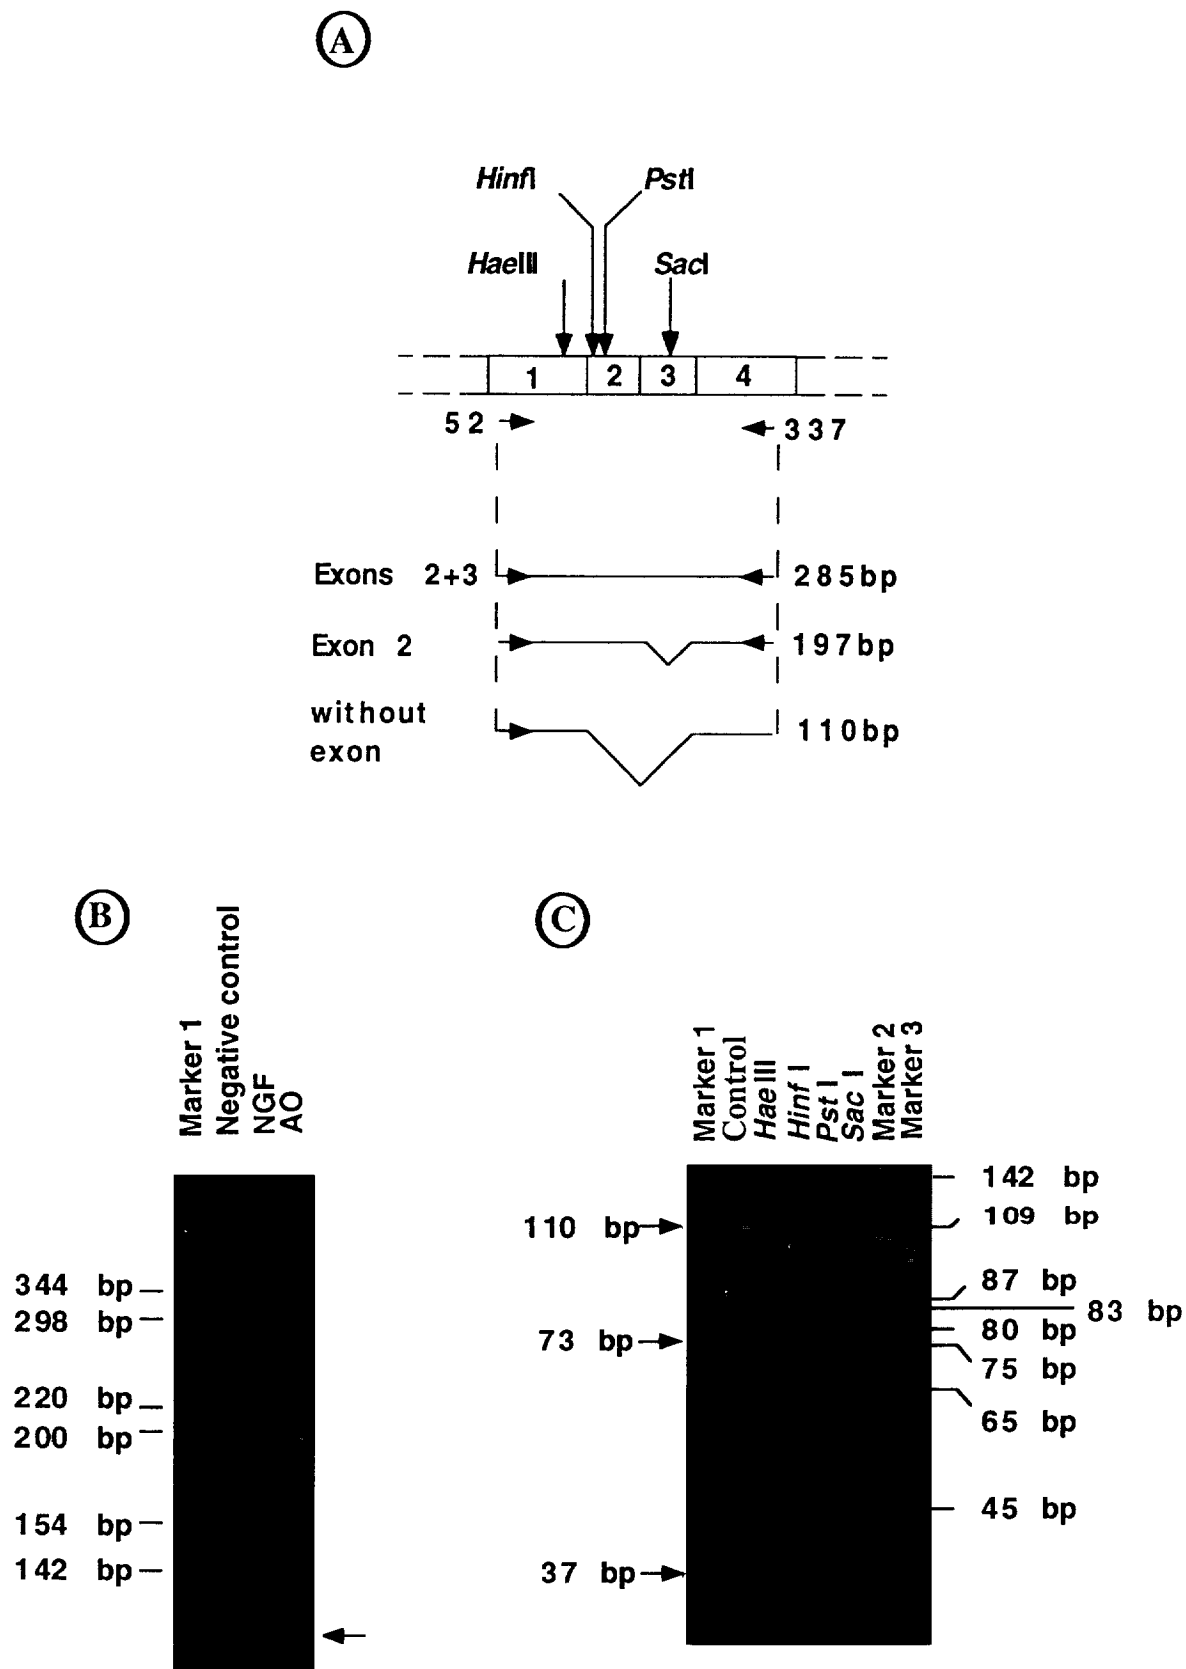 A
HinfI PstI
HaeIII SacI
1 2 3 4
52 337
Exons 2+3 285bp
Exon 2 197bp
without
exon
110bp
B
Marker 1
Negative control
NGF
AO
344 bp
298 bp
220 bp
200 bp
154 bp
142 bp
C
Marker 1
Control
HaeIII
Hinf I
Pst I
Sac I
Marker 2
Marker 3
110 bp
73 bp
37 bp
142 bp
109 bp
87 bp
83 bp
80 bp
75 bp
65 bp
45 bp